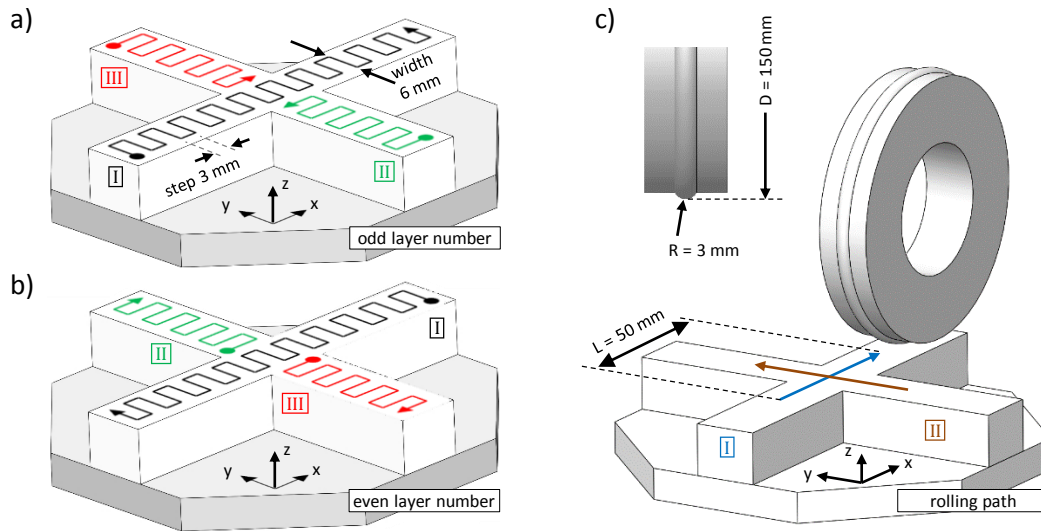 a)
III
width
6 mm
I
step 3 mm
II
z
y
x
odd layer number
b)
I
II
III
z
y
x
even layer number
c)
D = 150 mm
R = 3 mm
L = 50 mm
I
II
z
y
x
rolling path